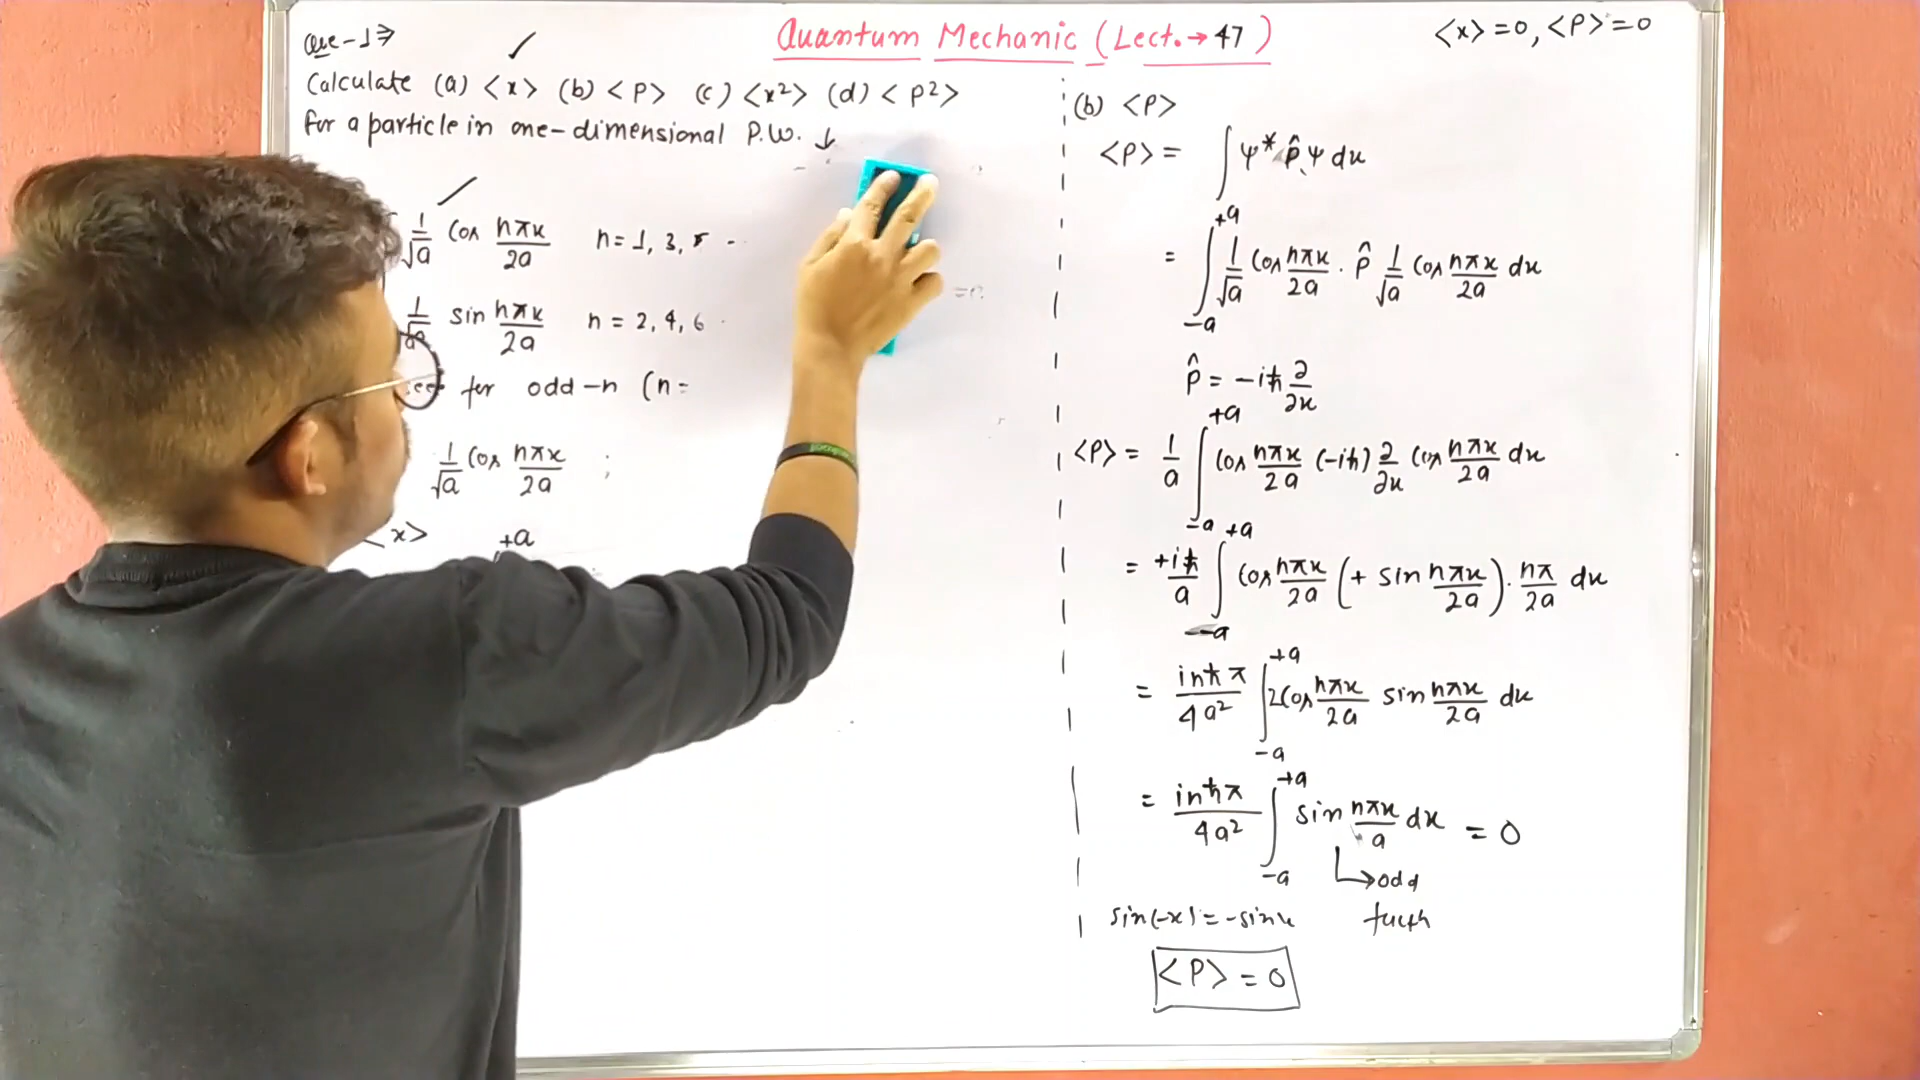 Quantum Mechanic (Lect.→47)
<x> =0, <P> =0
Que-1⇒
Calculate (a) <x> (b) <P> (c) <x²> (d) <P²>
for a particle in one-dimensional P.W. ↓
1/√a Cos nπx/2a n=1, 3, 5 --
1/√a sin nπx/2a n = 2, 4, 6
for odd-n (n =
1/√a Cos nπx/2a ;
<x>
+a
=0
(b) <P>
<P> = ∫ ψ* p̂ ψ dx
= ∫_{-a}^{+a} 1/√a Cos nπx/2a . p̂ 1/√a Cos nπx/2a dx
p̂ = -iħ ∂/∂x
<P> = 1/a ∫_{-a}^{+a} Cos nπx/2a (-iħ) ∂/∂x Cos nπx/2a dx
= +iħ/a ∫_{-a}^{+a} Cos nπx/2a (+ sin nπx/2a) . nπ/2a dx
= inħπ/4a² ∫_{-a}^{+a} 2Cos nπx/2a sin nπx/2a dx
= inħπ/4a² ∫_{-a}^{+a} sin nπx/a dx = 0
↳ odd
sin(-x) = -sinx
<P> = 0